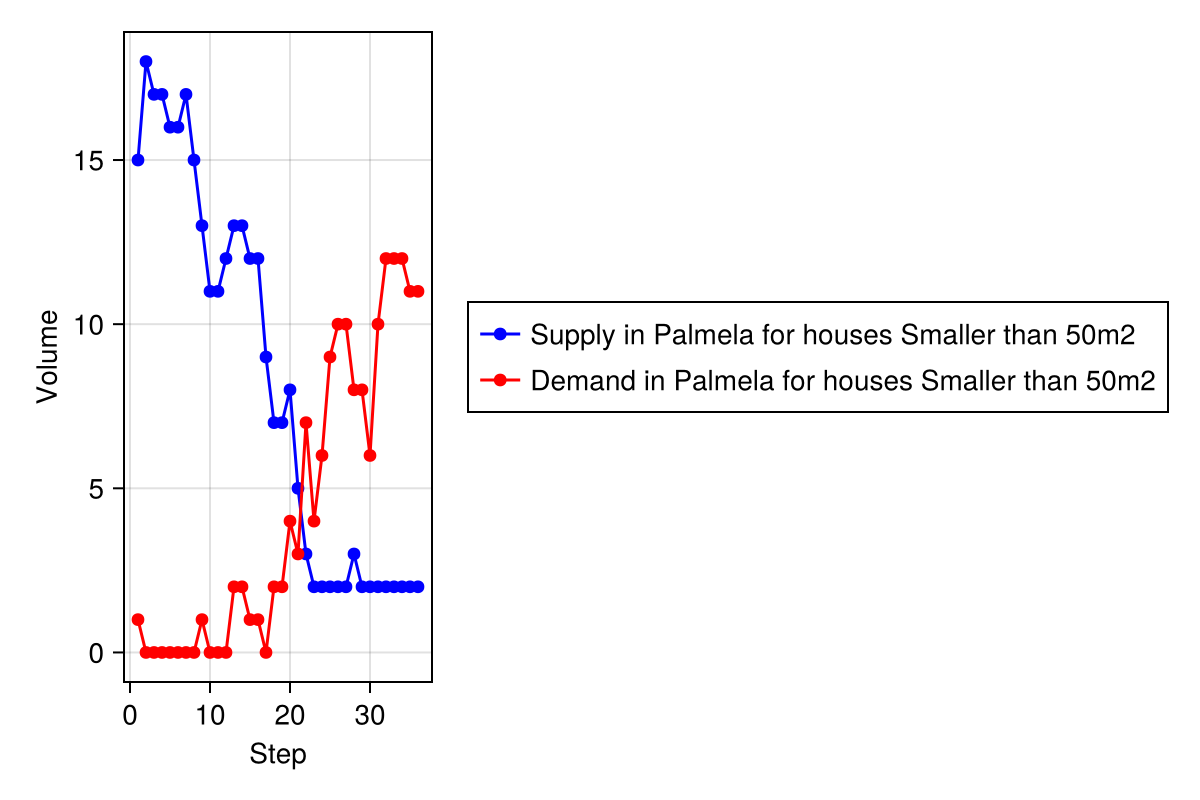 Volume
15
10
5
0
0 10 20 30
Step
Supply in Palmela for houses Smaller than 50m2
Demand in Palmela for houses Smaller than 50m2